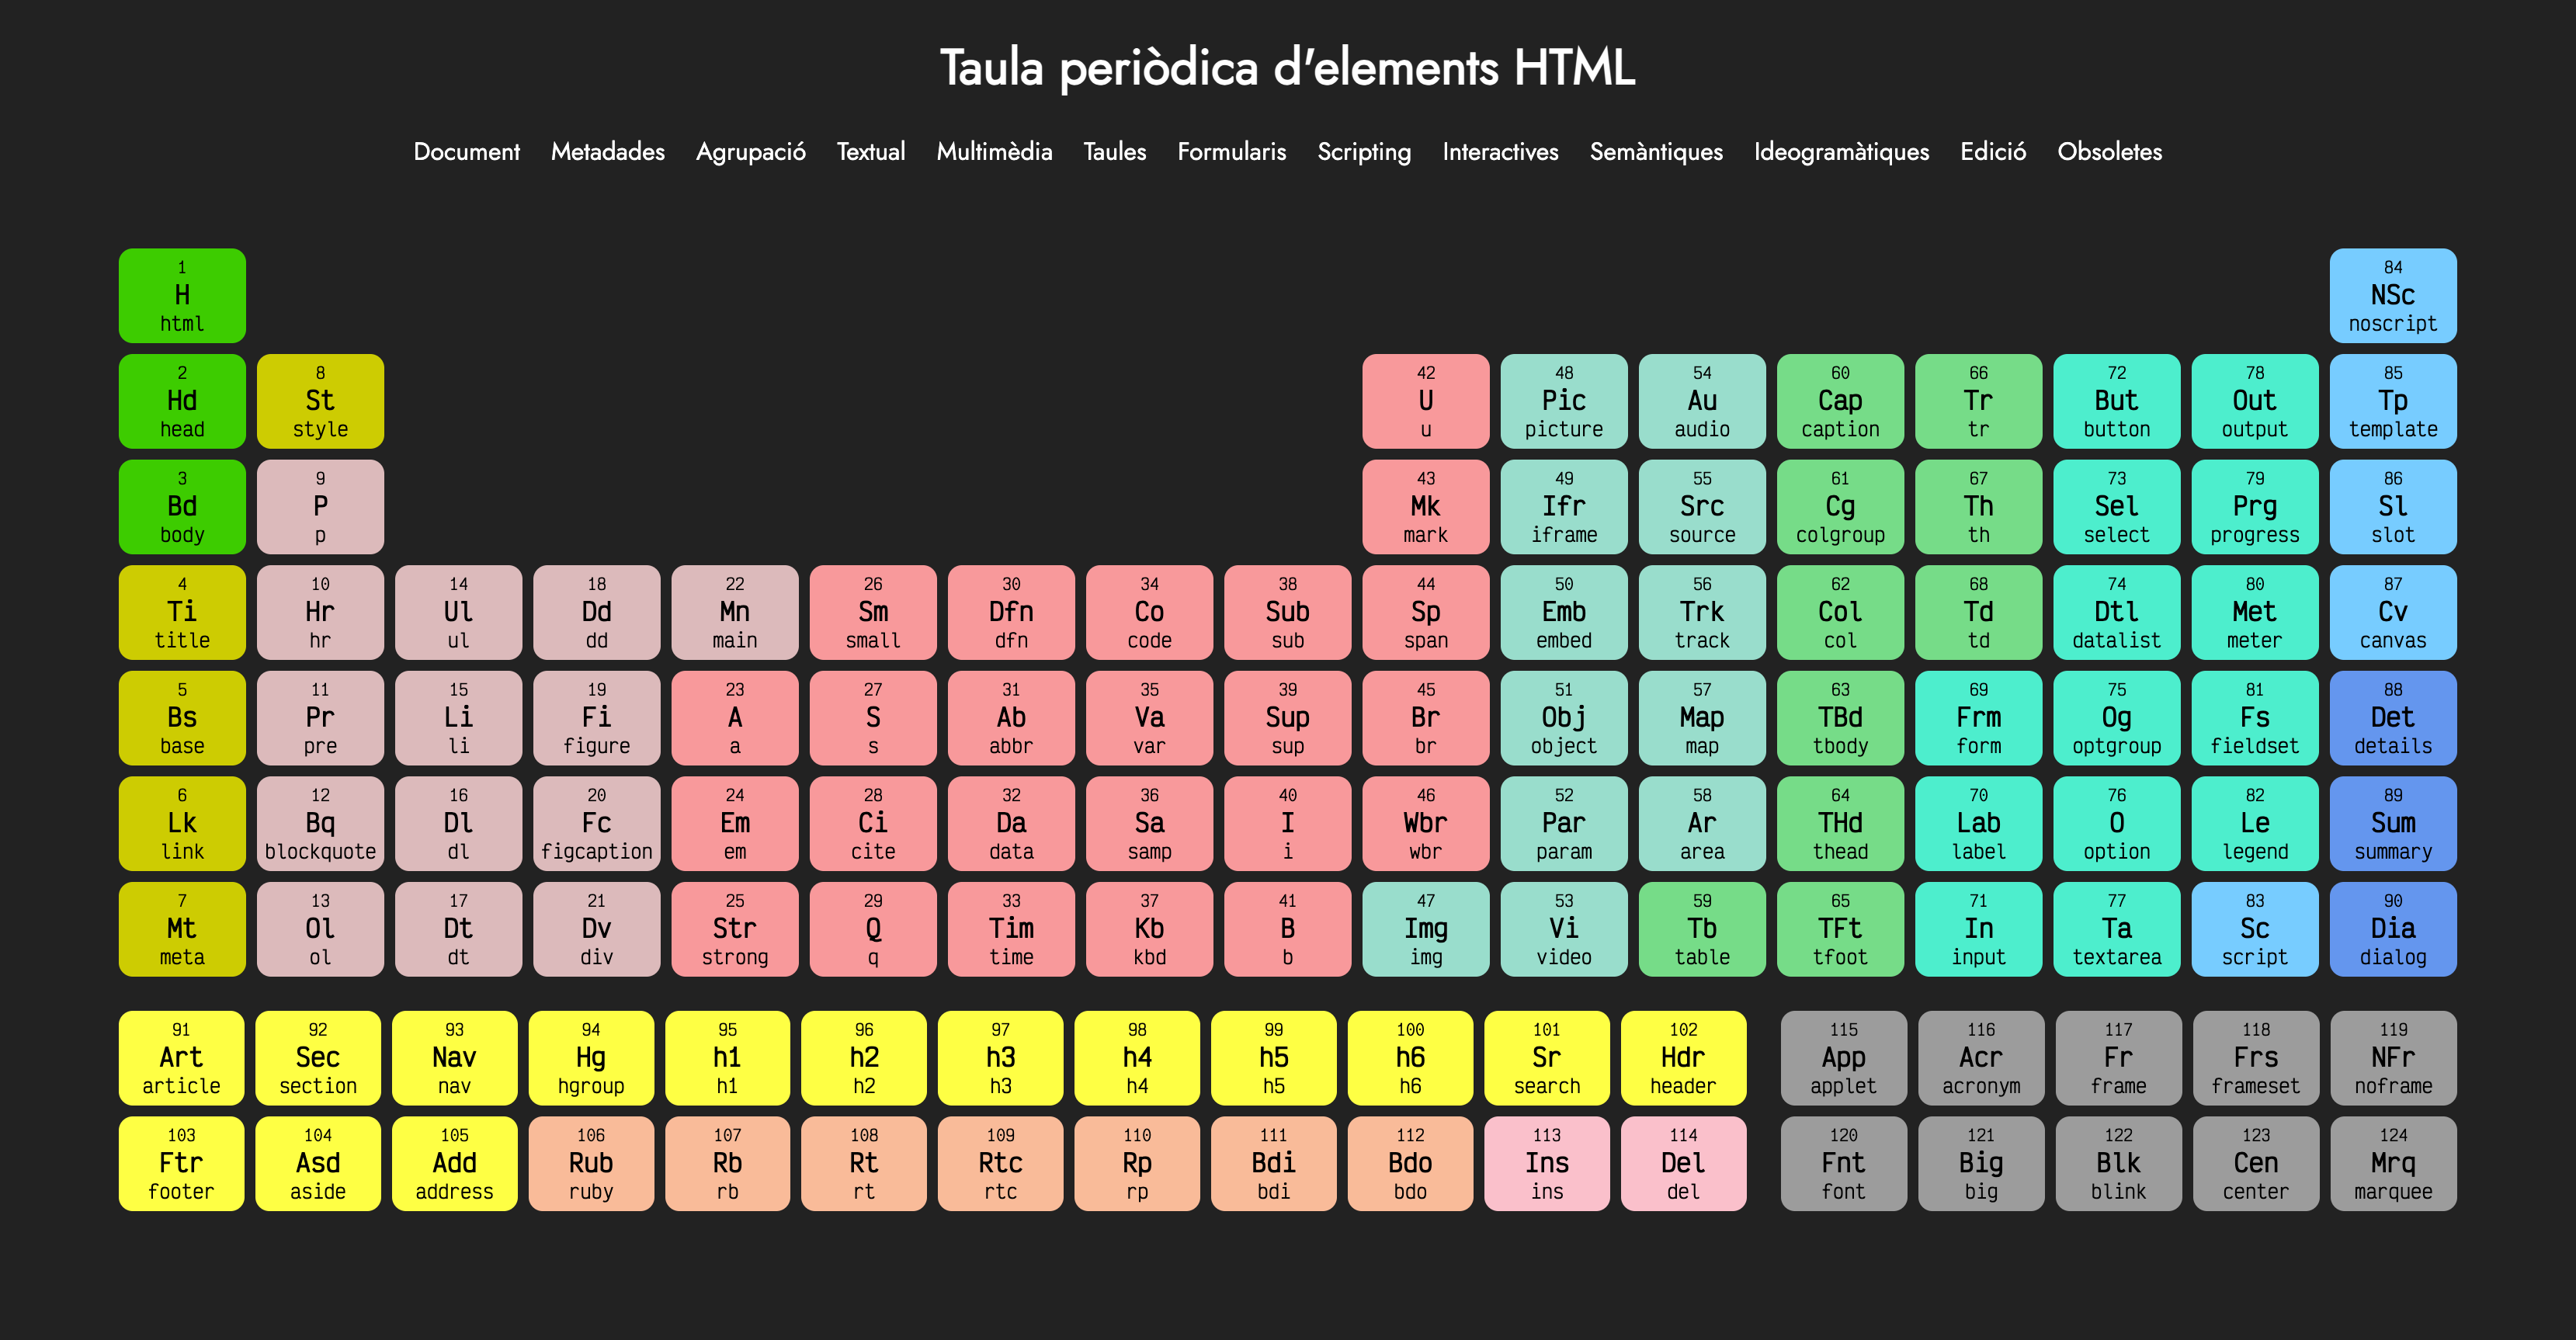 Taula periòdica d'elements HTML
Document Metadades Agrupació Textual Multimèdia Taules Formularis Scripting Interactives Semàntiques Ideogramàtiques Edició Obsoletes
1 84
H NSc
html noscript
2 8 42 48 54 60 66 72 78 85
Hd St U Pic Au Cap Tr But Out Tp
head style u picture audio caption tr button output template
3 9 43 49 55 61 67 73 79 86
Bd P Mk Ifr Src Cg Th Sel Prg Sl
body p mark iframe source colgroup th select progress slot
4 10 14 18 22 26 30 34 38 44 50 56 62 68 74 80 87
Ti Hr Ul Dd Mn Sm Dfn Co Sub Sp Emb Trk Col Td Dtl Met Cv
title hr ul dd main small dfn code sub span embed track col td datalist meter canvas
5 11 15 19 23 27 31 35 39 45 51 57 63 69 75 81 88
Bs Pr Li Fi A S Ab Va Sup Br Obj Map TBd Frm Og Fs Det
base pre li figure a s abbr var sup br object map tbody form optgroup fieldset details
6 12 16 20 24 28 32 36 40 46 52 58 64 70 76 82 89
Lk Bq Dl Fc Em Ci Da Sa I Wbr Par Ar THd Lab O Le Sum
link blockquote dl figcaption em cite data samp i wbr param area thead label option legend summary
7 13 17 21 25 29 33 37 41 47 53 59 65 71 77 83 90
Mt Ol Dt Dv Str Q Tim Kb B Img Vi Tb TFt In Ta Sc Dia
meta ol dt div strong q time kbd b img video table tfoot input textarea script dialog
91 92 93 94 95 96 97 98 99 100 101 102 115 116 117 118 119
Art Sec Nav Hg h1 h2 h3 h4 h5 h6 Sr Hdr App Acr Fr Frs NFr
article section nav hgroup h1 h2 h3 h4 h5 h6 search header applet acronym frame frameset noframe
103 104 105 106 107 108 109 110 111 112 113 114 120 121 122 123 124
Ftr Asd Add Rub Rb Rt Rtc Rp Bdi Bdo Ins Del Fnt Big Blk Cen Mrq
footer aside address ruby rb rt rtc rp bdi bdo ins del font big blink center marquee